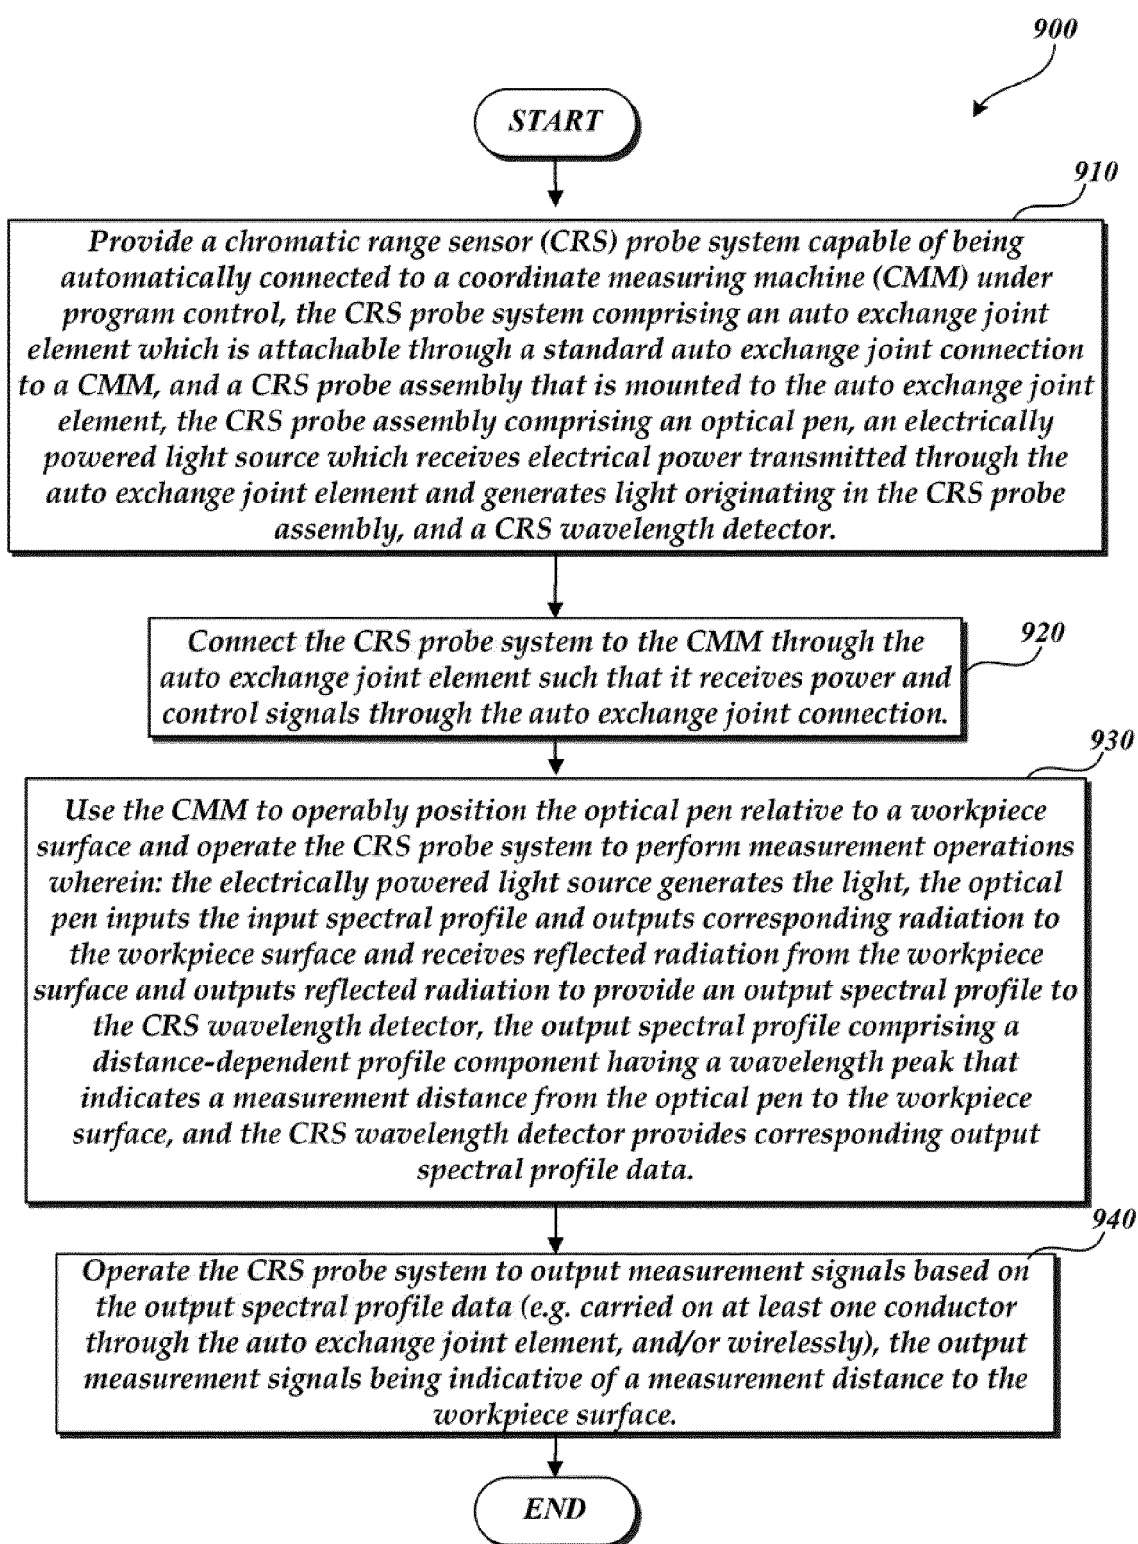 900
START
910
Provide a chromatic range sensor (CRS) probe system capable of being
automatically connected to a coordinate measuring machine (CMM) under
program control, the CRS probe system comprising an auto exchange joint
element which is attachable through a standard auto exchange joint connection
to a CMM, and a CRS probe assembly that is mounted to the auto exchange joint
element, the CRS probe assembly comprising an optical pen, an electrically
powered light source which receives electrical power transmitted through the
auto exchange joint element and generates light originating in the CRS probe
assembly, and a CRS wavelength detector.
920
Connect the CRS probe system to the CMM through the
auto exchange joint element such that it receives power and
control signals through the auto exchange joint connection.
930
Use the CMM to operably position the optical pen relative to a workpiece
surface and operate the CRS probe system to perform measurement operations
wherein: the electrically powered light source generates the light, the optical
pen inputs the input spectral profile and outputs corresponding radiation to
the workpiece surface and receives reflected radiation from the workpiece
surface and outputs reflected radiation to provide an output spectral profile to
the CRS wavelength detector, the output spectral profile comprising a
distance-dependent profile component having a wavelength peak that
indicates a measurement distance from the optical pen to the workpiece
surface, and the CRS wavelength detector provides corresponding output
spectral profile data.
940
Operate the CRS probe system to output measurement signals based on
the output spectral profile data (e.g. carried on at least one conductor
through the auto exchange joint element, and/or wirelessly), the output
measurement signals being indicative of a measurement distance to the
workpiece surface.
END